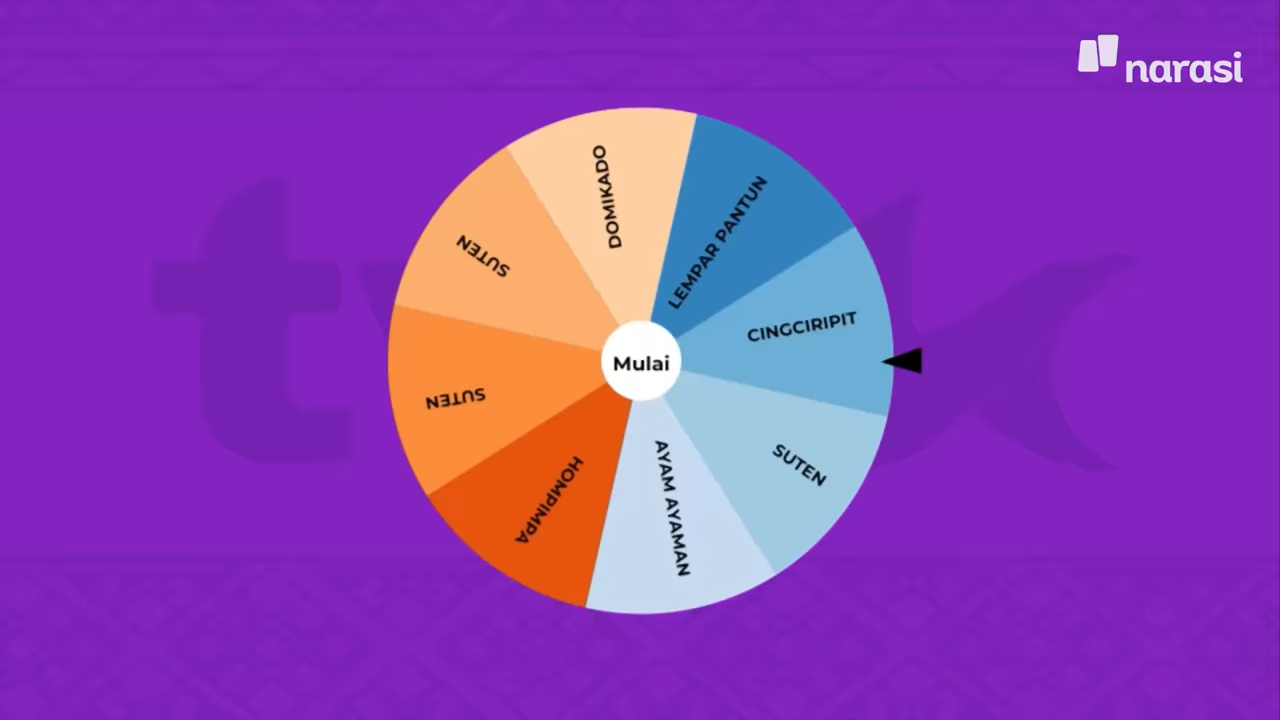 narasi
DOMIKADO
LEMPAR PANTUN
SUTEN
CINGCIRIPIT
Mulai
SUTEN
SUTEN
HOMPIMPA
AYAM AYAMAN